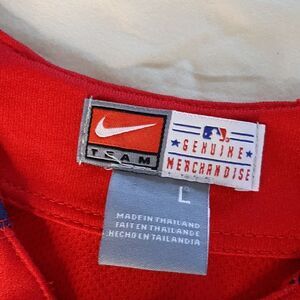 TEAM
GENUINE
MERCHANDISE
L
MADE IN THAILAND
FAIT EN THAILANDE
HECHO EN TAILANDIA